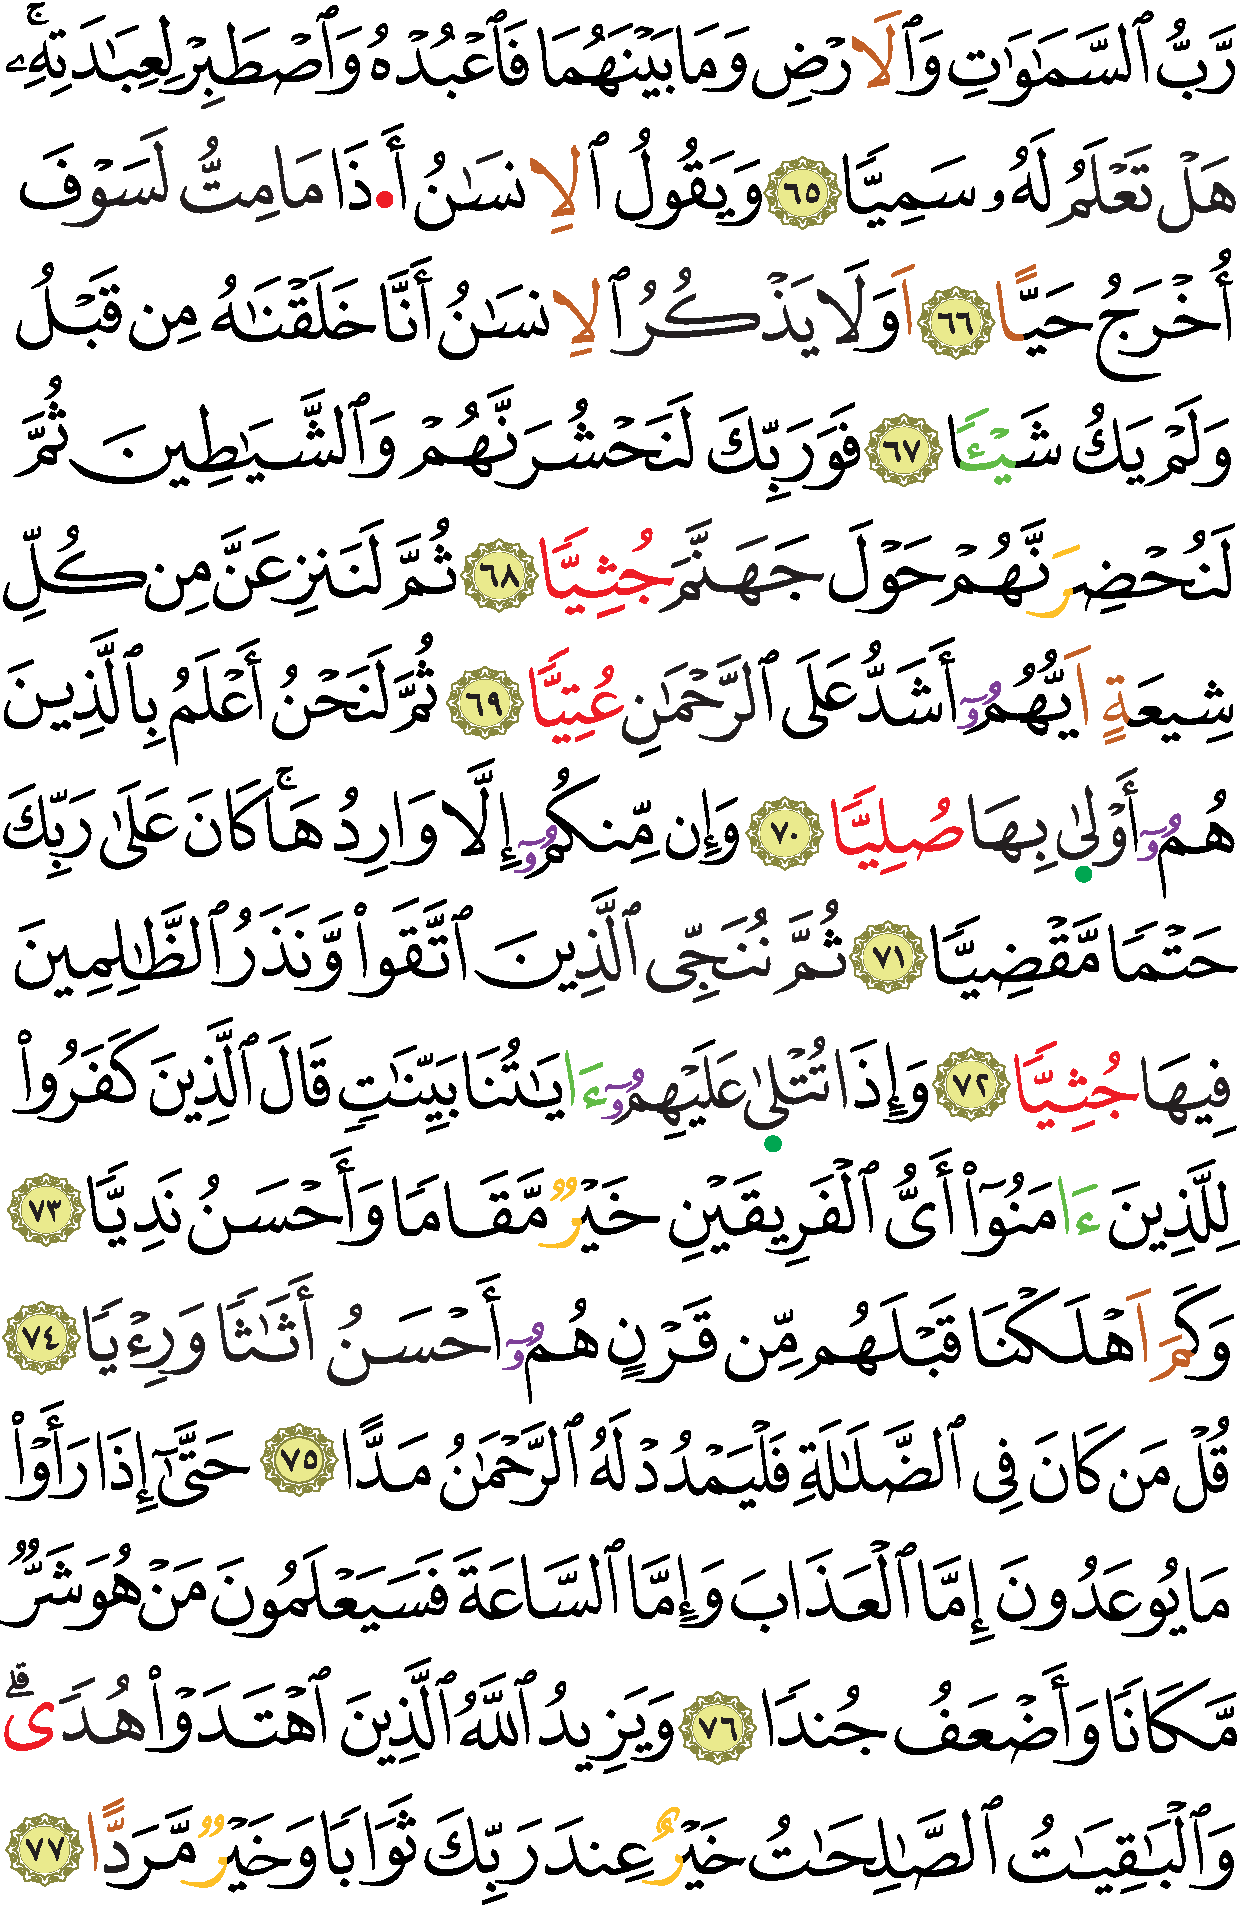 رَّبُّ ٱلسَّمَٰوَٰتِ وَٱلَارۡضِ وَمَا بَيۡنَهُمَا فَٱعۡبُدۡهُ وَٱصۡطَبِرۡ لِعِبَٰدَتِهِۦۚ
هَلۡ تَعۡلَمُ لَهُۥ سَمِيّٗا ٦٥ وَيَقُولُ ٱلِانسَٰنُ أَ•ذَا مَا مِتُّ لَسَوۡفَ
أُخۡرَجُ حَيًّا ٦٦ اَوَلَا يَذۡكُرُ ٱلِانسَٰنُ أَنَّا خَلَقۡنَٰهُ مِن قَبۡلُ
وَلَمۡ يَكُ شَيۡـٔٗا ٦٧ فَوَرَبِّكَ لَنَحۡشُرَنَّهُمۡ وَٱلشَّيَٰطِينَ ثُمَّ
لَنُحۡضِرَنَّهُمۡ حَوۡلَ جَهَنَّمَ جُثِيّٗا ٦٨ ثُمَّ لَنَنزِعَنَّ مِن كُلِّ
شِيعَةٍ اَيُّهُمُۥٓ أَشَدُّ عَلَى ٱلرَّحۡمَٰنِ عُتِيّٗا ٦٩ ثُمَّ لَنَحۡنُ أَعۡلَمُ بِٱلَّذِينَ
هُمُۥٓ أَوۡلَىٰ بِهَا صُلِيّٗا ٧٠ وَإِن مِّنكُمُۥٓ إِلَّا وَارِدُهَاۚ كَانَ عَلَىٰ رَبِّكَ
حَتۡمٗا مَّقۡضِيّٗا ٧١ ثُمَّ نُنَجِّي ٱلَّذِينَ ٱتَّقَواْ وَّنَذَرُ ٱلظَّٰلِمِينَ
فِيهَا جُثِيّٗا ٧٢ وَإِذَا تُتۡلَىٰ عَلَيۡهِمُۥٓ ءَايَٰتُنَا بَيِّنَٰتٖ قَالَ ٱلَّذِينَ كَفَرُواْ
لِلَّذِينَ ءَامَنُوٓاْ أَيُّ ٱلۡفَرِيقَيۡنِ خَيۡرٞ مَّقَامٗا وَأَحۡسَنُ نَدِيّٗا ٧٣
وَكَمَ اَهۡلَكۡنَا قَبۡلَهُم مِّن قَرۡنٍ هُمُۥٓ أَحۡسَنُ أَثَٰثٗا وَرِءۡيٗا ٧٤
قُلۡ مَن كَانَ فِي ٱلضَّلَٰلَةِ فَلۡيَمۡدُدۡ لَهُ ٱلرَّحۡمَٰنُ مَدًّا ٧٥ حَتَّىٰٓ إِذَا رَأَوۡاْ
مَا يُوعَدُونَ إِمَّا ٱلۡعَذَابَ وَإِمَّا ٱلسَّاعَةَ فَسَيَعۡلَمُونَ مَنۡ هُوَ شَرّٞ
مَّكَانٗا وَأَضۡعَفُ جُندٗا ٧٦ وَيَزِيدُ ٱللَّهُ ٱلَّذِينَ ٱهۡتَدَوۡاْ هُدٗىۗ
وَٱلۡبَٰقِيَٰتُ ٱلصَّٰلِحَٰتُ خَيۡرٌ عِندَ رَبِّكَ ثَوَابٗا وَخَيۡرٞ مَّرَدًّا ٧٧